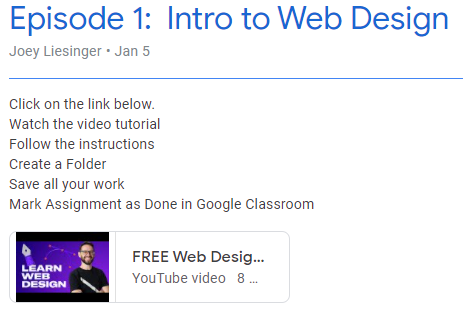 Episode 1:  Intro to Web Design
Joey Liesinger • Jan 5
Click on the link below.
Watch the video tutorial
Follow the instructions
Create a Folder
Save all your work
Mark Assignment as Done in Google Classroom
LEARN
WEB
DESIGN
FREE Web Desig...
YouTube video   8 ...